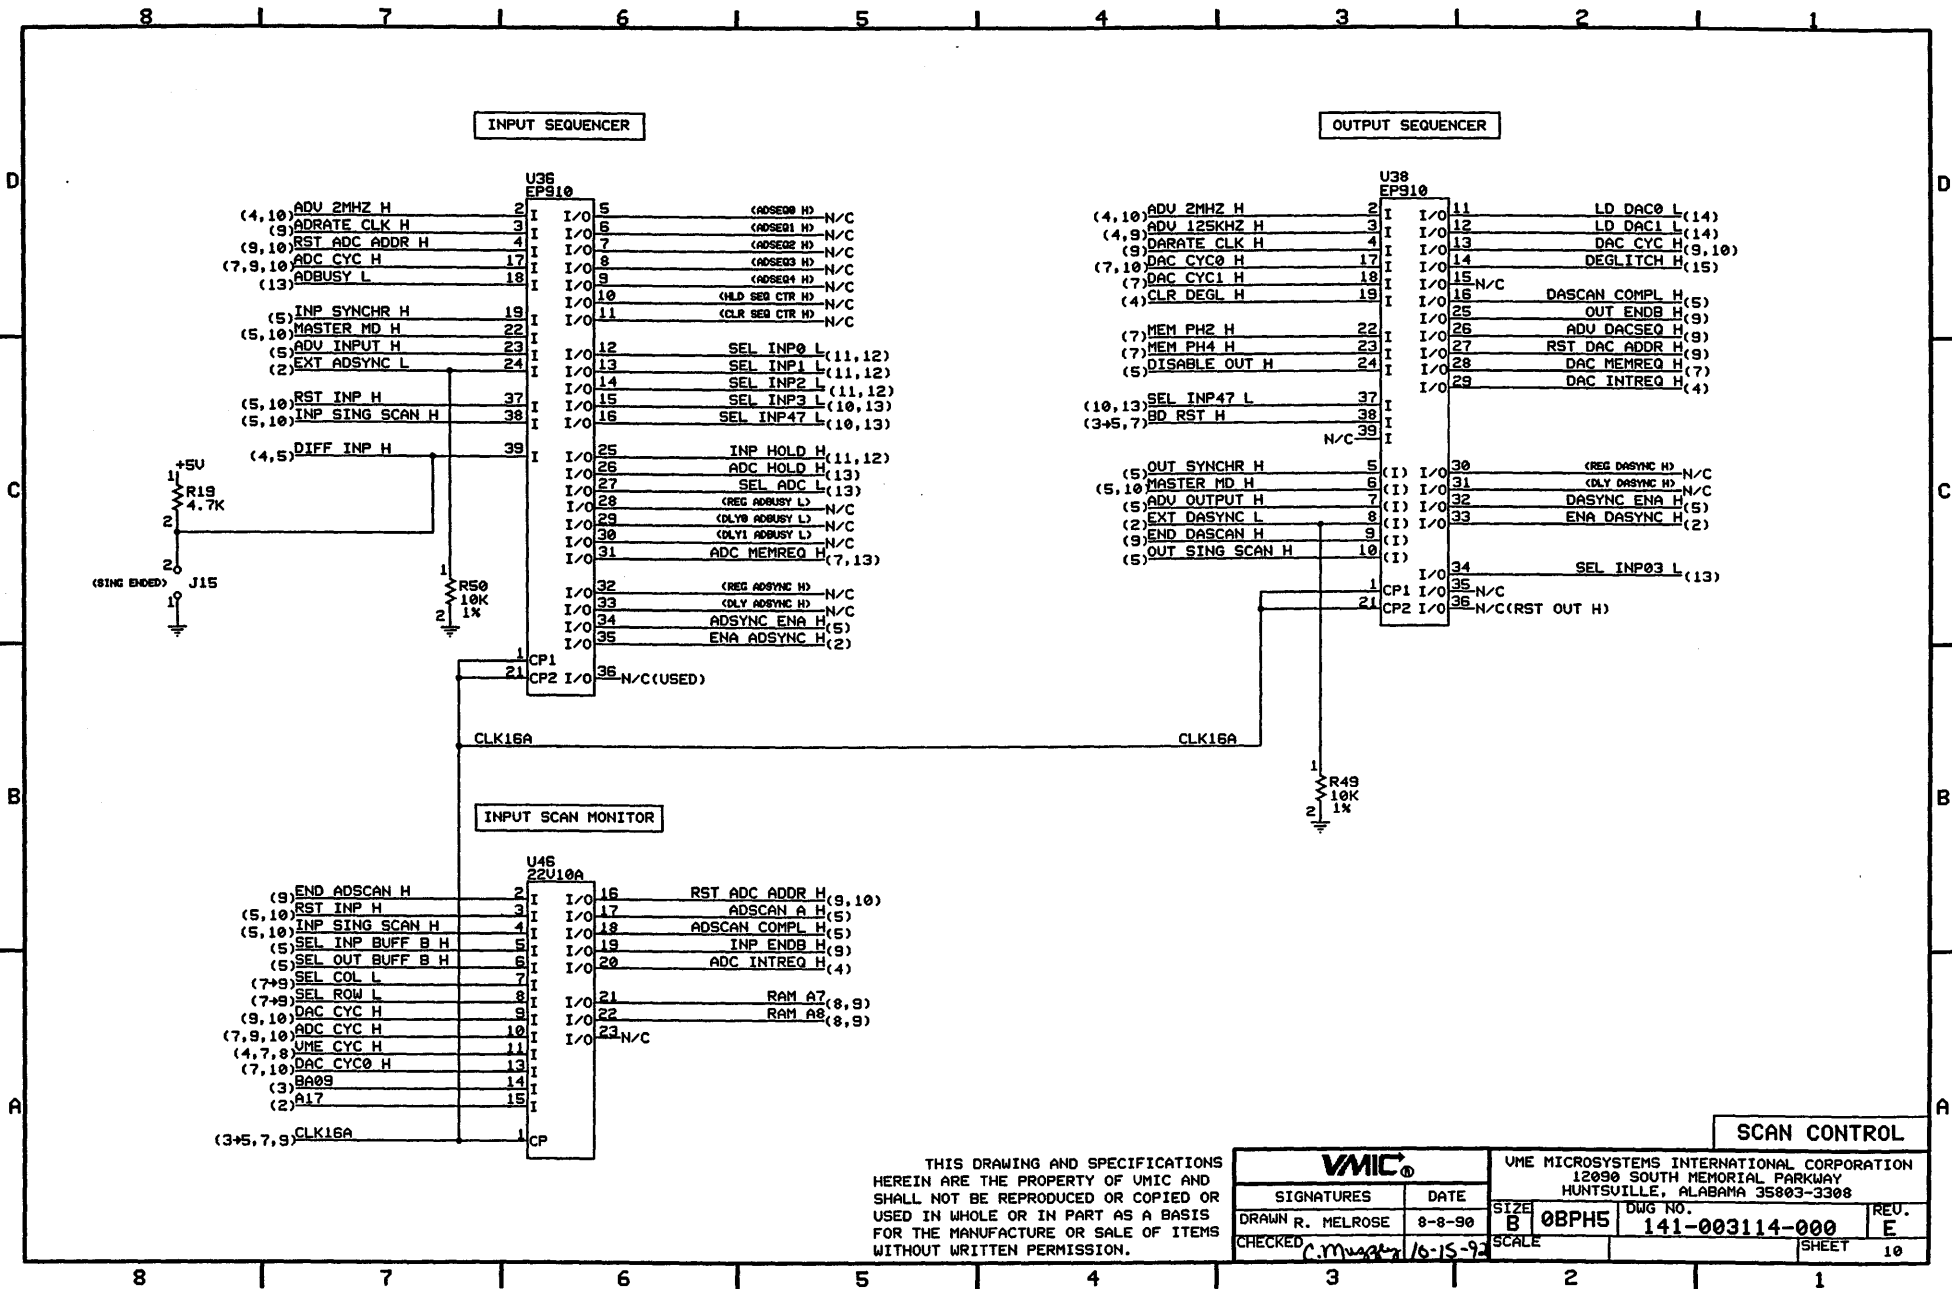 8 7 6 5 4 3 2 1
D
D
C
C
B
B
A
A
INPUT SEQUENCER
U36
EP910
(4,10) ADV 2MHZ H 2 I
(9) ADRATE CLK H 3 I
(9,10) RST ADC ADDR H 4 I
(7,9,10) ADC CYC H 17 I
(13) ADBUSY L 18 I
(5) INP SYNCHR H 19 I
(5,10) MASTER MD H 22 I
(5) ADV INPUT H 23 I
(2) EXT ADSYNC L 24 I
(5,10) RST INP H 37 I
(5,10) INP SING SCAN H 38 I
(4,5) DIFF INP H 39 I
1 CP1
21 CP2
I/O 5 (ADSEQ0 H) N/C
I/O 6 (ADSEQ1 H) N/C
I/O 7 (ADSEQ2 H) N/C
I/O 8 (ADSEQ3 H) N/C
I/O 9 (ADSEQ4 H) N/C
I/O 10 (HLD SEQ CTR H) N/C
I/O 11 (CLR SEQ CTR H) N/C
I/O 12 SEL INP0 L (11,12)
I/O 13 SEL INP1 L (11,12)
I/O 14 SEL INP2 L (11,12)
I/O 15 SEL INP3 L (10,13)
I/O 16 SEL INP47 L (10,13)
I/O 25 INP HOLD H (11,12)
I/O 26 ADC HOLD H (13)
I/O 27 SEL ADC L (13)
I/O 28 (REG ADBUSY L) N/C
I/O 29 (DLY0 ADBUSY L) N/C
I/O 30 (DLY1 ADBUSY L) N/C
I/O 31 ADC MEMREQ H (7,13)
I/O 32 (REG ADSYNC H) N/C
I/O 33 (DLY ADSYNC H) N/C
I/O 34 ADSYNC ENA H (5)
I/O 35 ENA ADSYNC H (2)
I/O 36 N/C(USED)
+5V
1
R19
4.7K
2
2
(SING ENDED) J15
1
1
R50
10K
1%
2
CLK16A
CLK16A
OUTPUT SEQUENCER
U38
EP910
(4,10) ADV 2MHZ H 2 I
(4,9) ADV 125KHZ H 3 I
(9) DARATE CLK H 4 I
(7,10) DAC CYC0 H 17 I
(7) DAC CYC1 H 18 I
(4) CLR DEGL H 19 I
(7) MEM PH2 H 22 I
(7) MEM PH4 H 23 I
(5) DISABLE OUT H 24 I
(10,13) SEL INP47 L 37 I
(3→5,7) BD RST H 38 I
N/C 39 I
(5) OUT SYNCHR H 5 (I)
(5,10) MASTER MD H 6 (I)
(5) ADV OUTPUT H 7 (I)
(2) EXT DASYNC L 8 (I)
(9) END DASCAN H 9 (I)
(5) OUT SING SCAN H 10 (I)
1 CP1
21 CP2
I/O 11 LD DAC0 L (14)
I/O 12 LD DAC1 L (14)
I/O 13 DAC CYC H (9,10)
I/O 14 DEGLITCH H (15)
I/O 15 N/C
I/O 16 DASCAN COMPL H (5)
I/O 25 OUT ENDB H (9)
I/O 26 ADV DACSEQ H (9)
I/O 27 RST DAC ADDR H (9)
I/O 28 DAC MEMREQ H (7)
I/O 29 DAC INTREQ H (4)
I/O 30 (REG DASYNC H) N/C
I/O 31 (DLY DASYNC H) N/C
I/O 32 DASYNC ENA H (5)
I/O 33 ENA DASYNC H (2)
I/O 34 SEL INP03 L (13)
I/O 35 N/C
I/O 36 N/C(RST OUT H)
1
R49
10K
1%
2
INPUT SCAN MONITOR
U46
22V10A
(9) END ADSCAN H 2 I
(5,10) RST INP H 3 I
(5,10) INP SING SCAN H 4 I
(5) SEL INP BUFF B H 5 I
(5) SEL OUT BUFF B H 6 I
(7→9) SEL COL L 7 I
(7→9) SEL ROW L 8 I
(9,10) DAC CYC H 9 I
(7,9,10) ADC CYC H 10 I
(4,7,8) VME CYC H 11 I
(7,10) DAC CYC0 H 13 I
(3) BA09 14 I
(2) A17 15 I
(3→5,7,9) CLK16A 1 CP
I/O 16 RST ADC ADDR H (9,10)
I/O 17 ADSCAN A H (5)
I/O 18 ADSCAN COMPL H (5)
I/O 19 INP ENDB H (9)
I/O 20 ADC INTREQ H (4)
I/O 21 RAM A7 (8,9)
I/O 22 RAM A8 (8,9)
I/O 23 N/C
SCAN CONTROL
THIS DRAWING AND SPECIFICATIONS
HEREIN ARE THE PROPERTY OF VMIC AND
SHALL NOT BE REPRODUCED OR COPIED OR
USED IN WHOLE OR IN PART AS A BASIS
FOR THE MANUFACTURE OR SALE OF ITEMS
WITHOUT WRITTEN PERMISSION.
VMIC ®
SIGNATURES DATE
DRAWN R. MELROSE 8-8-90
CHECKED 10-15-92
VME MICROSYSTEMS INTERNATIONAL CORPORATION
12090 SOUTH MEMORIAL PARKWAY
HUNTSVILLE, ALABAMA 35803-3308
SIZE B 0BPH5 DWG NO. 141-003114-000 REV. E
SCALE SHEET 10
8 7 6 5 4 3 2 1